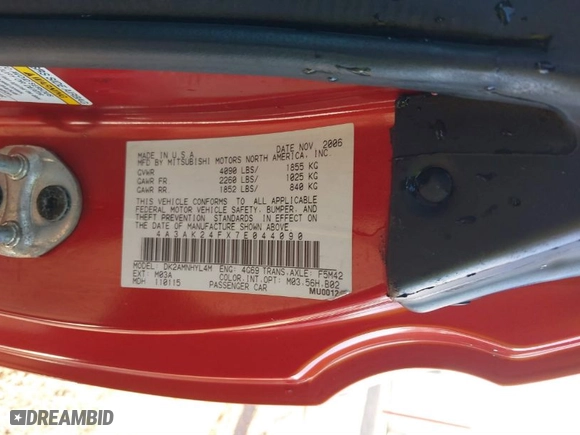 MADE IN U.S.A. DATE NOV. 2006
MFD BY MITSUBISHI MOTORS NORTH AMERICA, INC.
GVWR 4090 LBS/ 1855 KG
GAWR FR 2260 LBS/ 1025 KG
GAWR RR. 1852 LBS/ 840 KG
THIS VEHICLE CONFORMS TO ALL APPLICABLE
FEDERAL MOTOR VEHICLE SAFETY, BUMPER, AND
THEFT PREVENTION STANDARDS IN EFFECT ON
THE DATE OF MANUFACTURE SHOWN ABOVE.
4A3AK24FX7E044090
MODEL: DK2AMNHYL4M ENG: 4G69 TRANS.AXLE: F5M42
EXT M03A COLOR INT.OPT: M03.56H.B02
MDH 110115 PASSENGER CAR MU0012
DREAMBID